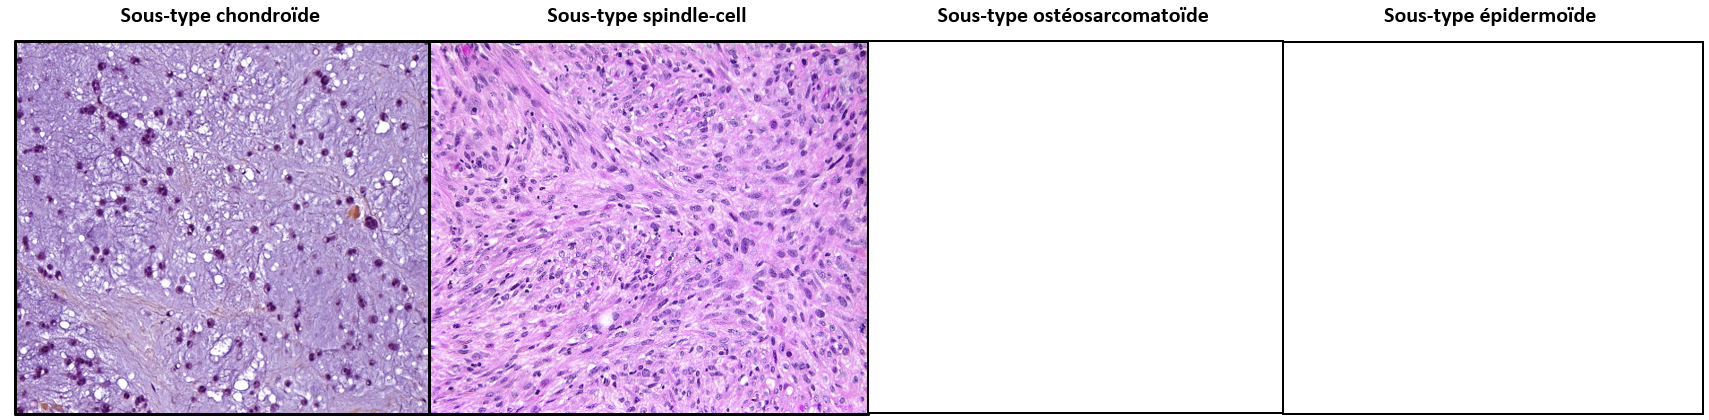 Sous-type chondroïde
Sous-type spindle-cell
Sous-type ostéosarcomatoïde
Sous-type épidermoïde